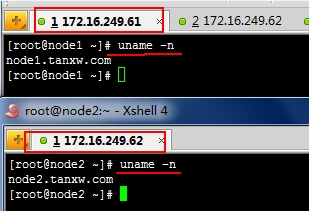 1 172.16.249.61 × 2 172.16.249.62
[root@node1 ~]# uname -n
node1.tanxw.com
[root@node1 ~]#
root@node2:~ - Xshell 4
1 172.16.249.62 ×
[root@node2 ~]# uname -n
node2.tanxw.com
[root@node2 ~]#